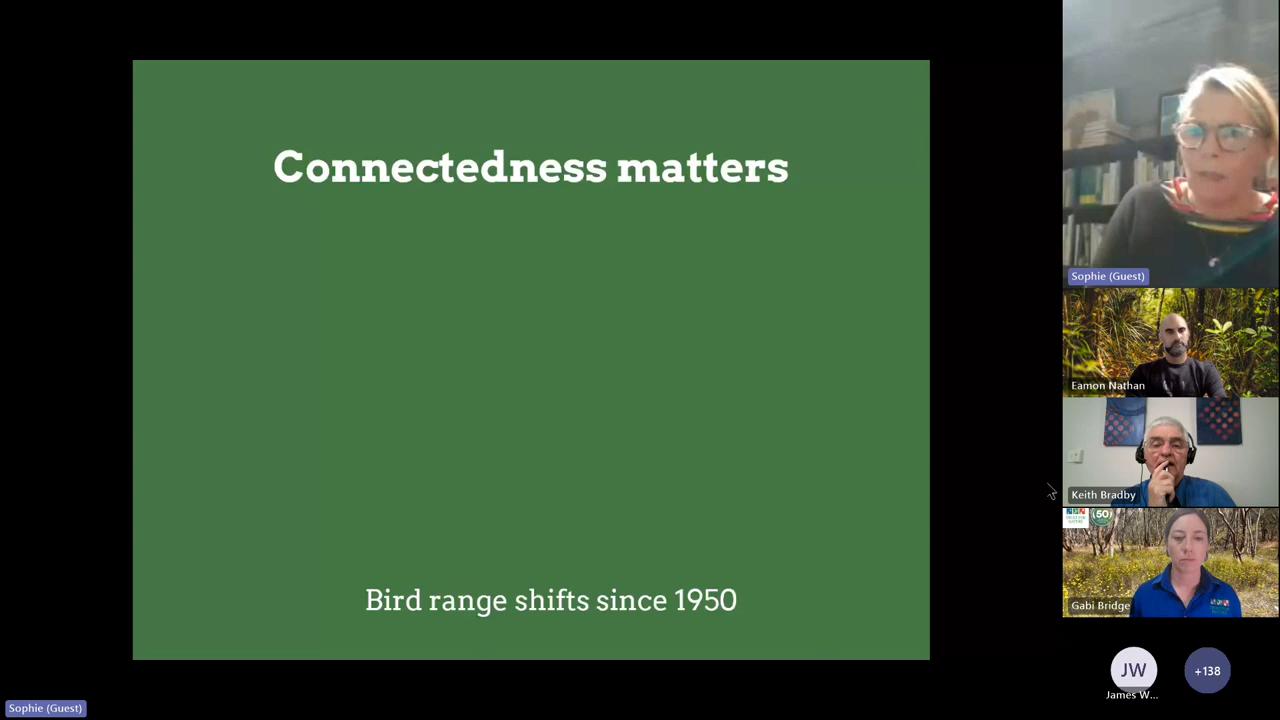 Connectedness matters
Bird range shifts since 1950
Sophie (Guest)
Eamon Nathan
Keith Bradby
50
Gabi Bridge
JW
James W...
+138
Sophie (Guest)